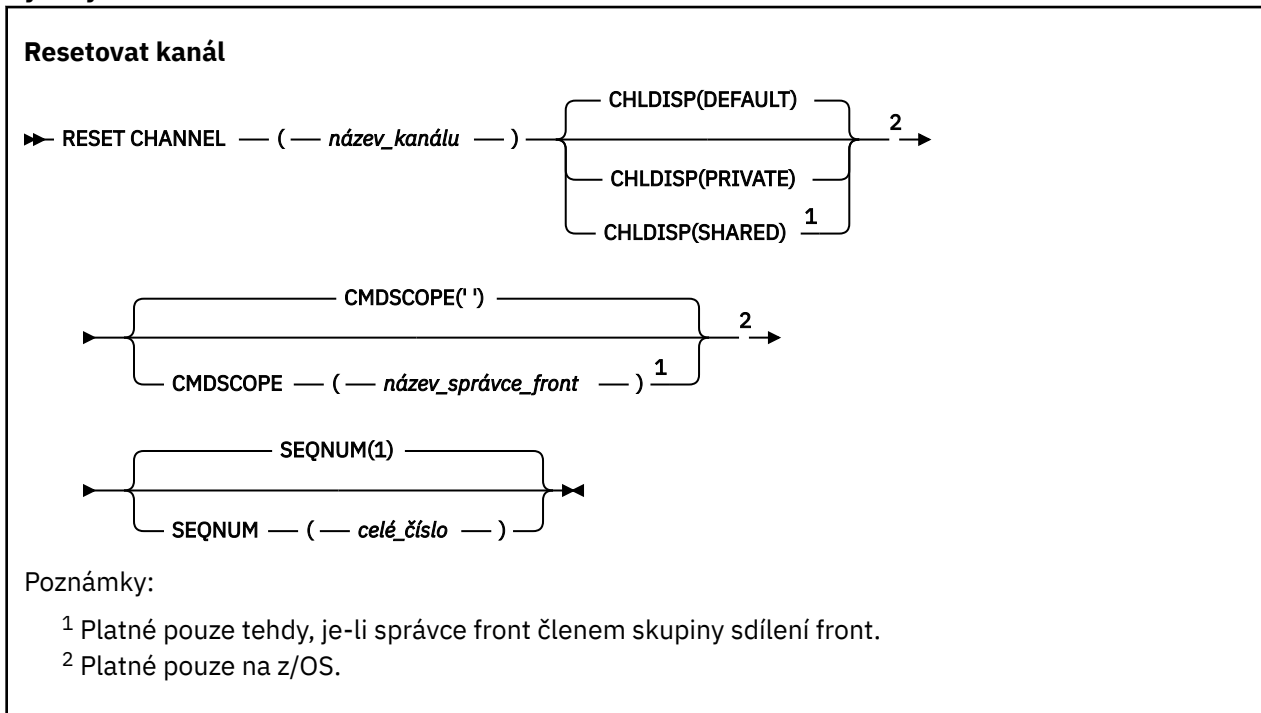 Resetovat kanál
CHLDISP(DEFAULT)
RESET CHANNEL ( název_kanálu ) 2
CHLDISP(PRIVATE)
CHLDISP(SHARED) 1
CMDSCOPE(' ')
2
CMDSCOPE ( název_správce_front ) 1
SEQNUM(1)
SEQNUM ( celé_číslo )
Poznámky:
1 Platné pouze tehdy, je-li správce front členem skupiny sdílení front.
2 Platné pouze na z/OS.